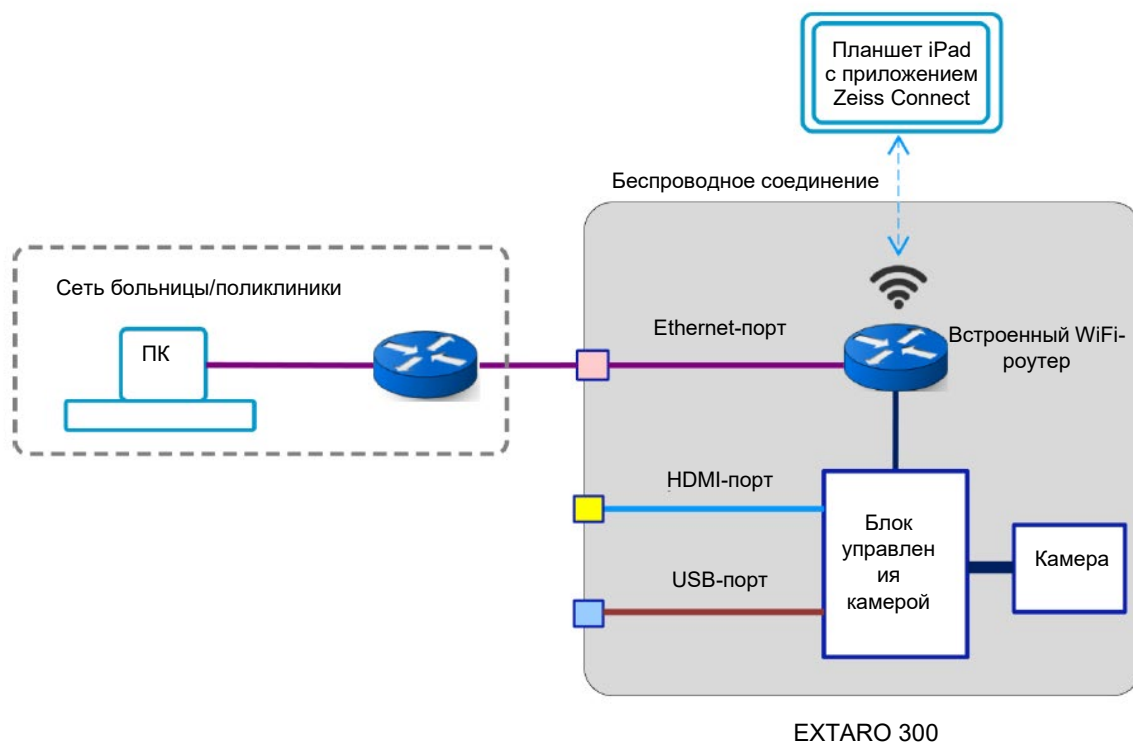 Планшет iPad
с приложением
Zeiss Connect
Беспроводное соединение
Сеть больницы/поликлиники
ПК
Ethernet-порт
Встроенный WiFi-
роутер
HDMI-порт
USB-порт
Блок
управлен
ия
камерой
Камера
EXTARO 300